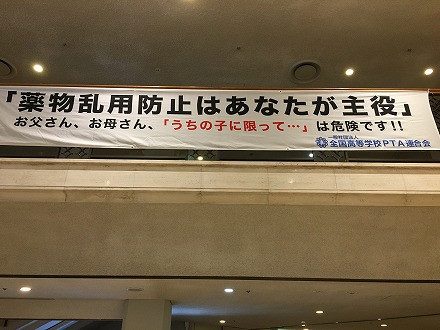 「薬物乱用防止はあなたが主役」
お父さん、お母さん、「うちの子に限って…」は危険です!!
一般社団法人
全国高等学校PTA連合会